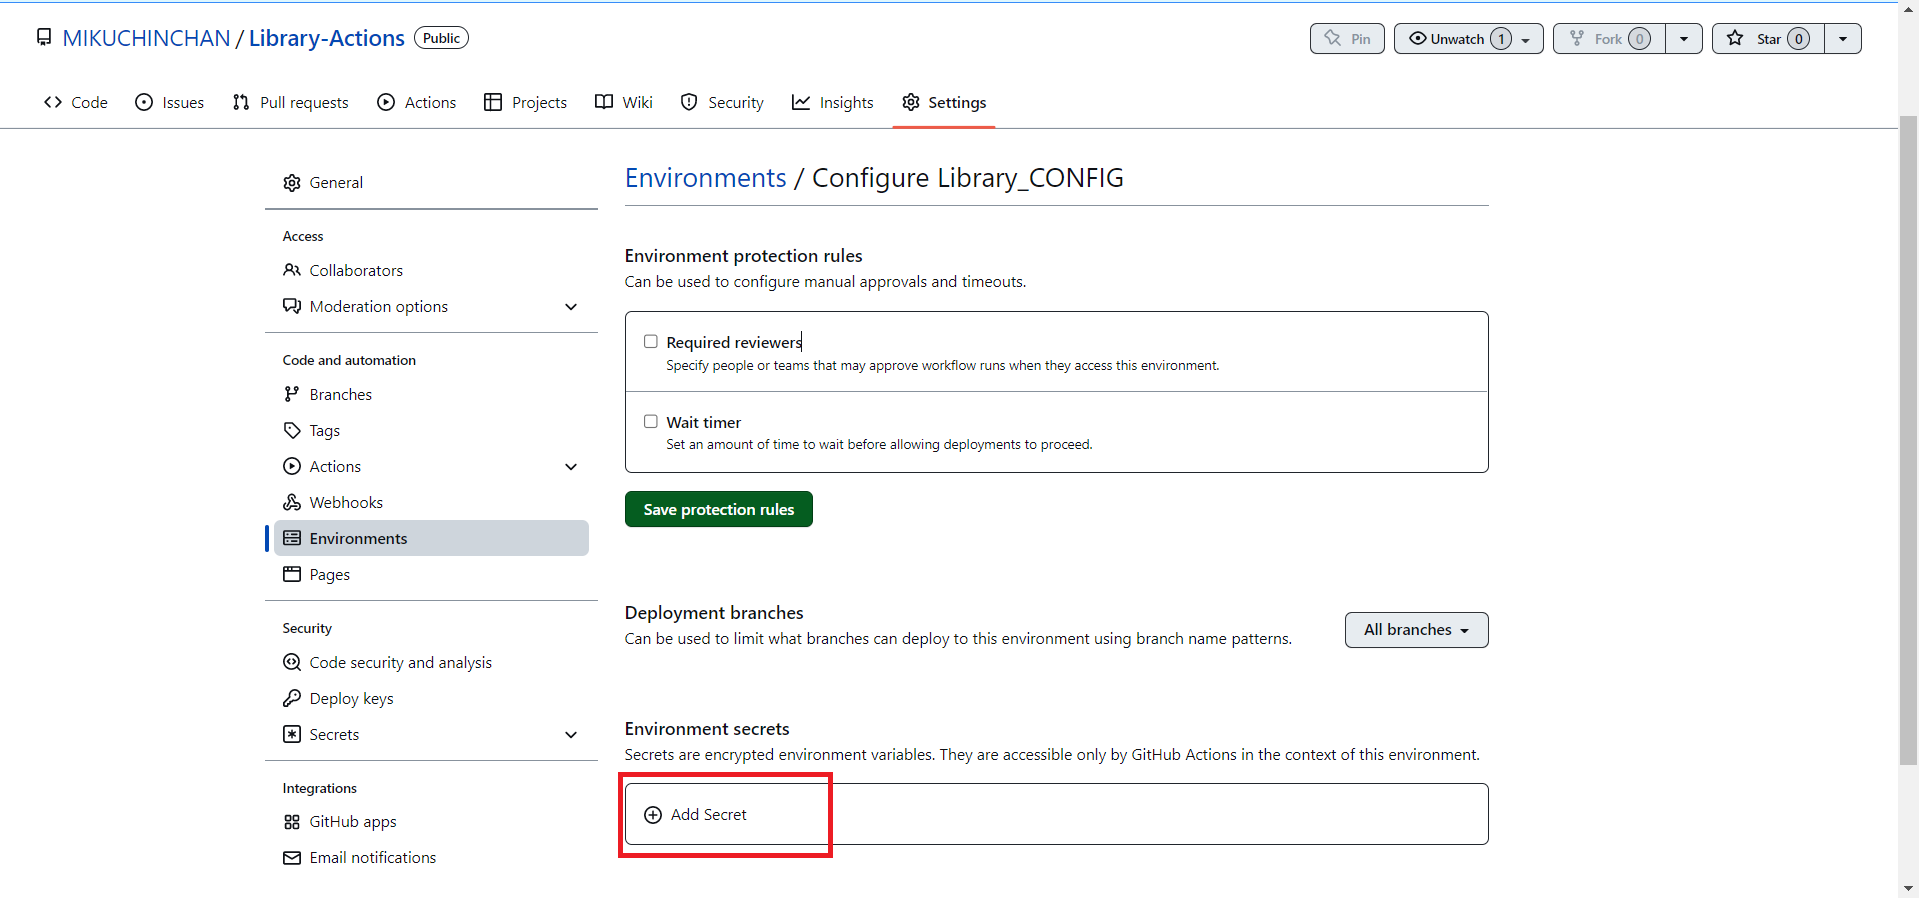 MIKUCHINCHAN / Library-Actions Public
Pin Unwatch 1 Fork 0 Star 0
Code Issues Pull requests Actions Projects Wiki Security Insights Settings
General
Access
Collaborators
Moderation options
Code and automation
Branches
Tags
Actions
Webhooks
Environments
Pages
Security
Code security and analysis
Deploy keys
Secrets
Integrations
GitHub apps
Email notifications
Environments / Configure Library_CONFIG
Environment protection rules
Can be used to configure manual approvals and timeouts.
Required reviewers
Specify people or teams that may approve workflow runs when they access this environment.
Wait timer
Set an amount of time to wait before allowing deployments to proceed.
Save protection rules
Deployment branches
Can be used to limit what branches can deploy to this environment using branch name patterns.
All branches
Environment secrets
Secrets are encrypted environment variables. They are accessible only by GitHub Actions in the context of this environment.
Add Secret